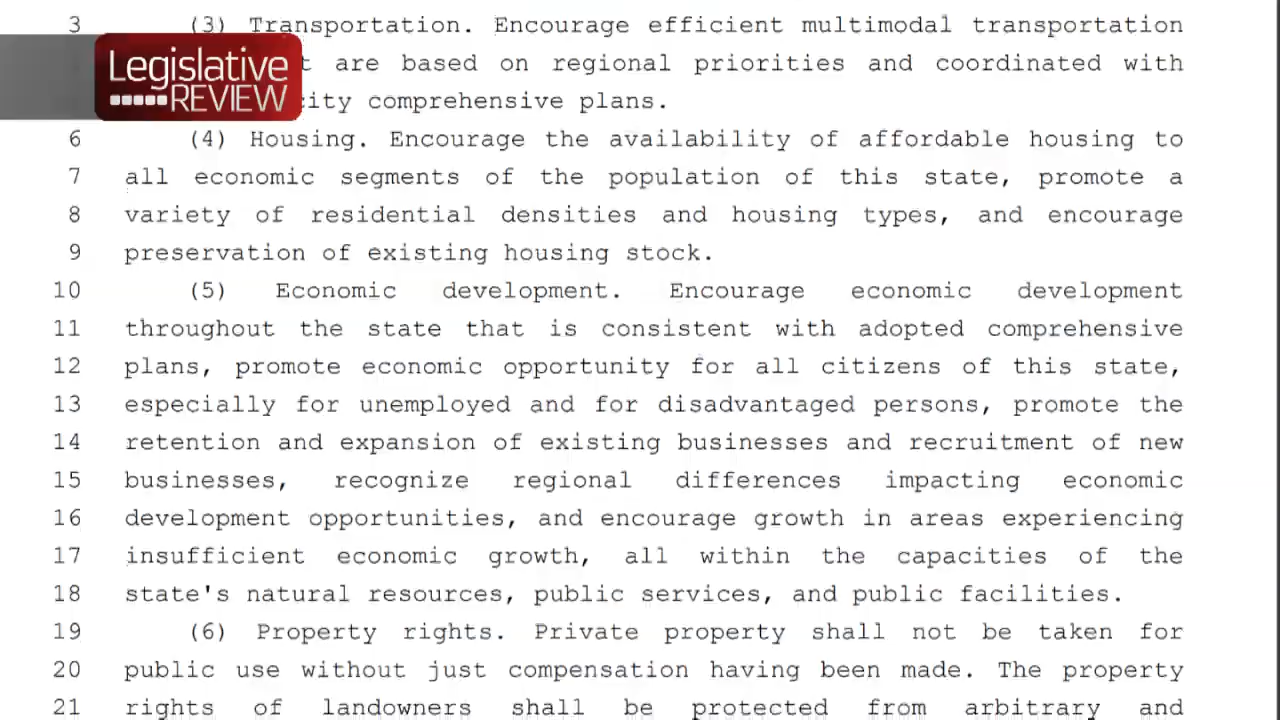 3 (3) Transportation. Encourage efficient multimodal transportation
Legislative
REVIEW
are based on regional priorities and coordinated with
city comprehensive plans.
6 (4) Housing. Encourage the availability of affordable housing to
7 all economic segments of the population of this state, promote a
8 variety of residential densities and housing types, and encourage
9 preservation of existing housing stock.
10 (5) Economic development. Encourage economic development
11 throughout the state that is consistent with adopted comprehensive
12 plans, promote economic opportunity for all citizens of this state,
13 especially for unemployed and for disadvantaged persons, promote the
14 retention and expansion of existing businesses and recruitment of new
15 businesses, recognize regional differences impacting economic
16 development opportunities, and encourage growth in areas experiencing
17 insufficient economic growth, all within the capacities of the
18 state's natural resources, public services, and public facilities.
19 (6) Property rights. Private property shall not be taken for
20 public use without just compensation having been made. The property
21 rights of landowners shall be protected from arbitrary and